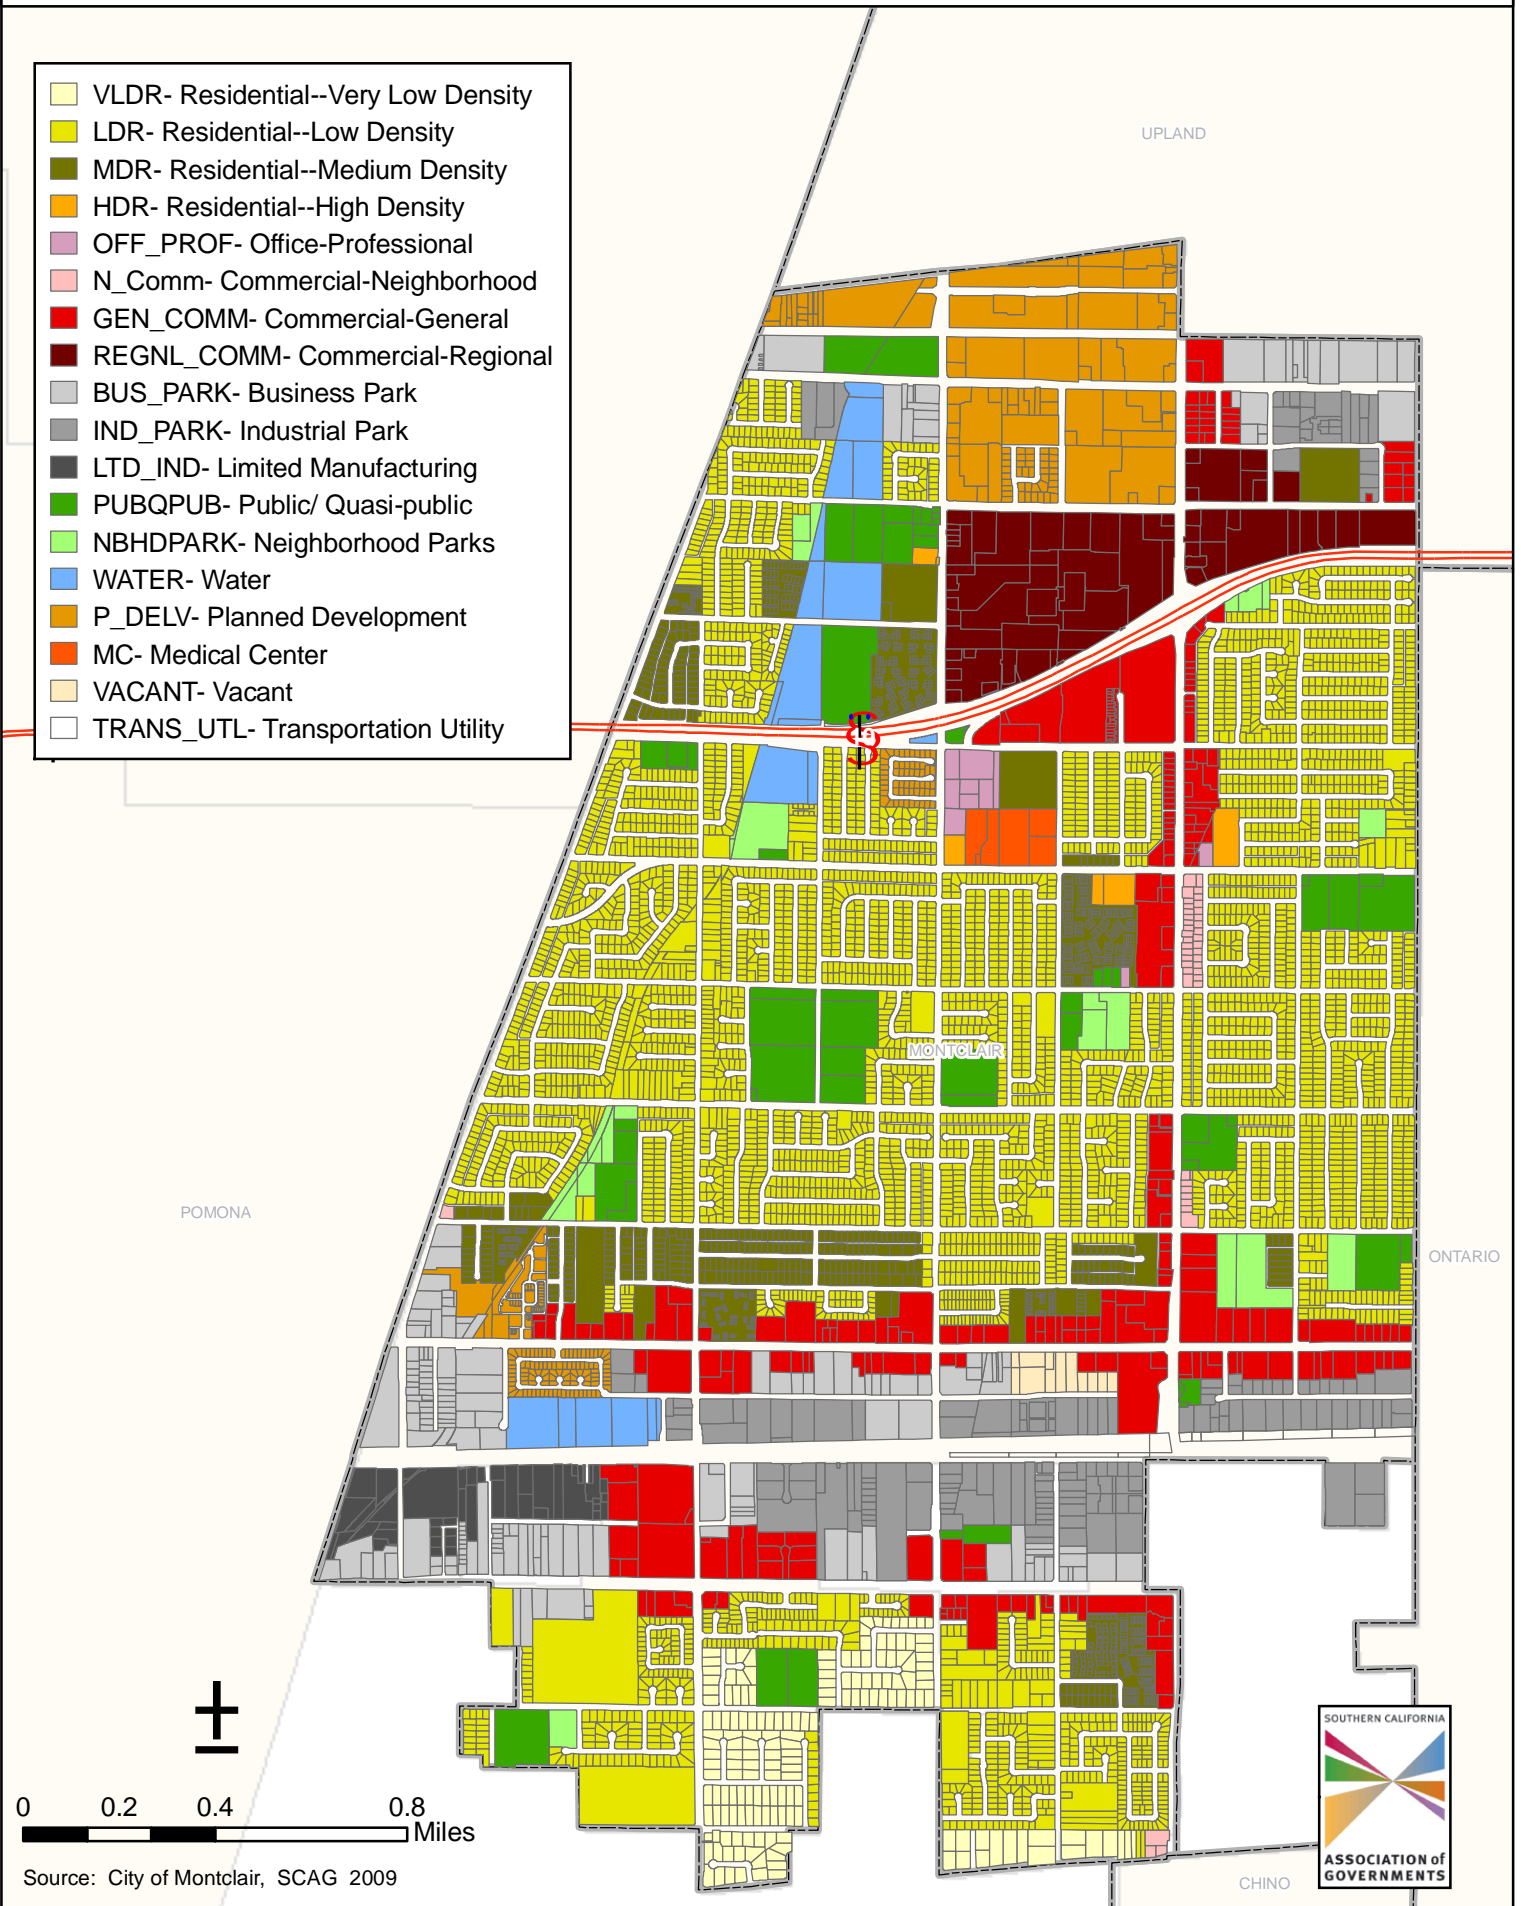 VLDR- Residential--Very Low Density
LDR- Residential--Low Density
MDR- Residential--Medium Density
HDR- Residential--High Density
OFF_PROF- Office-Professional
N_Comm- Commercial-Neighborhood
GEN_COMM- Commercial-General
REGNL_COMM- Commercial-Regional
BUS_PARK- Business Park
IND_PARK- Industrial Park
LTD_IND- Limited Manufacturing
PUBQPUB- Public/ Quasi-public
NBHDPARK- Neighborhood Parks
WATER- Water
P_DELV- Planned Development
MC- Medical Center
VACANT- Vacant
TRANS_UTL- Transportation Utility
UPLAND
MONTCLAIR
POMONA
ONTARIO
CHINO
0 0.2 0.4 0.8
Miles
Source: City of Montclair, SCAG 2009
SOUTHERN CALIFORNIA
ASSOCIATION of
GOVERNMENTS